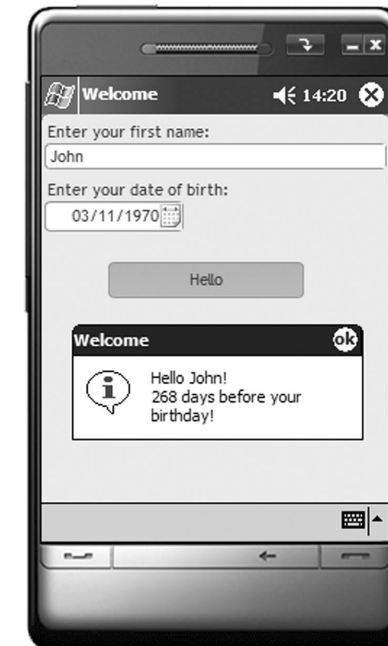 Welcome 14:20
Enter your first name:
John
Enter your date of birth:
03/11/1970
Hello
Welcome ok
Hello John!
268 days before your
birthday!